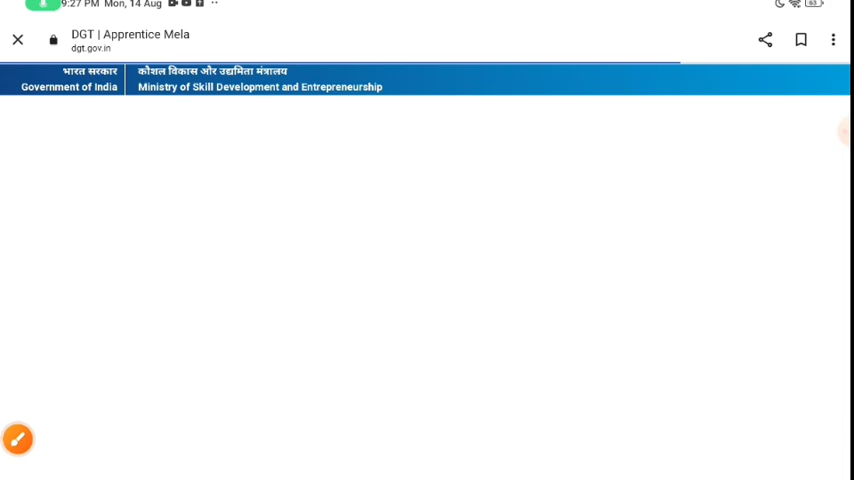 9:27 PM Mon, 14 Aug
63
DGT | Apprentice Mela
dgt.gov.in
भारत सरकार
Government of India
कौशल विकास और उद्यमिता मंत्रालय
Ministry of Skill Development and Entrepreneurship